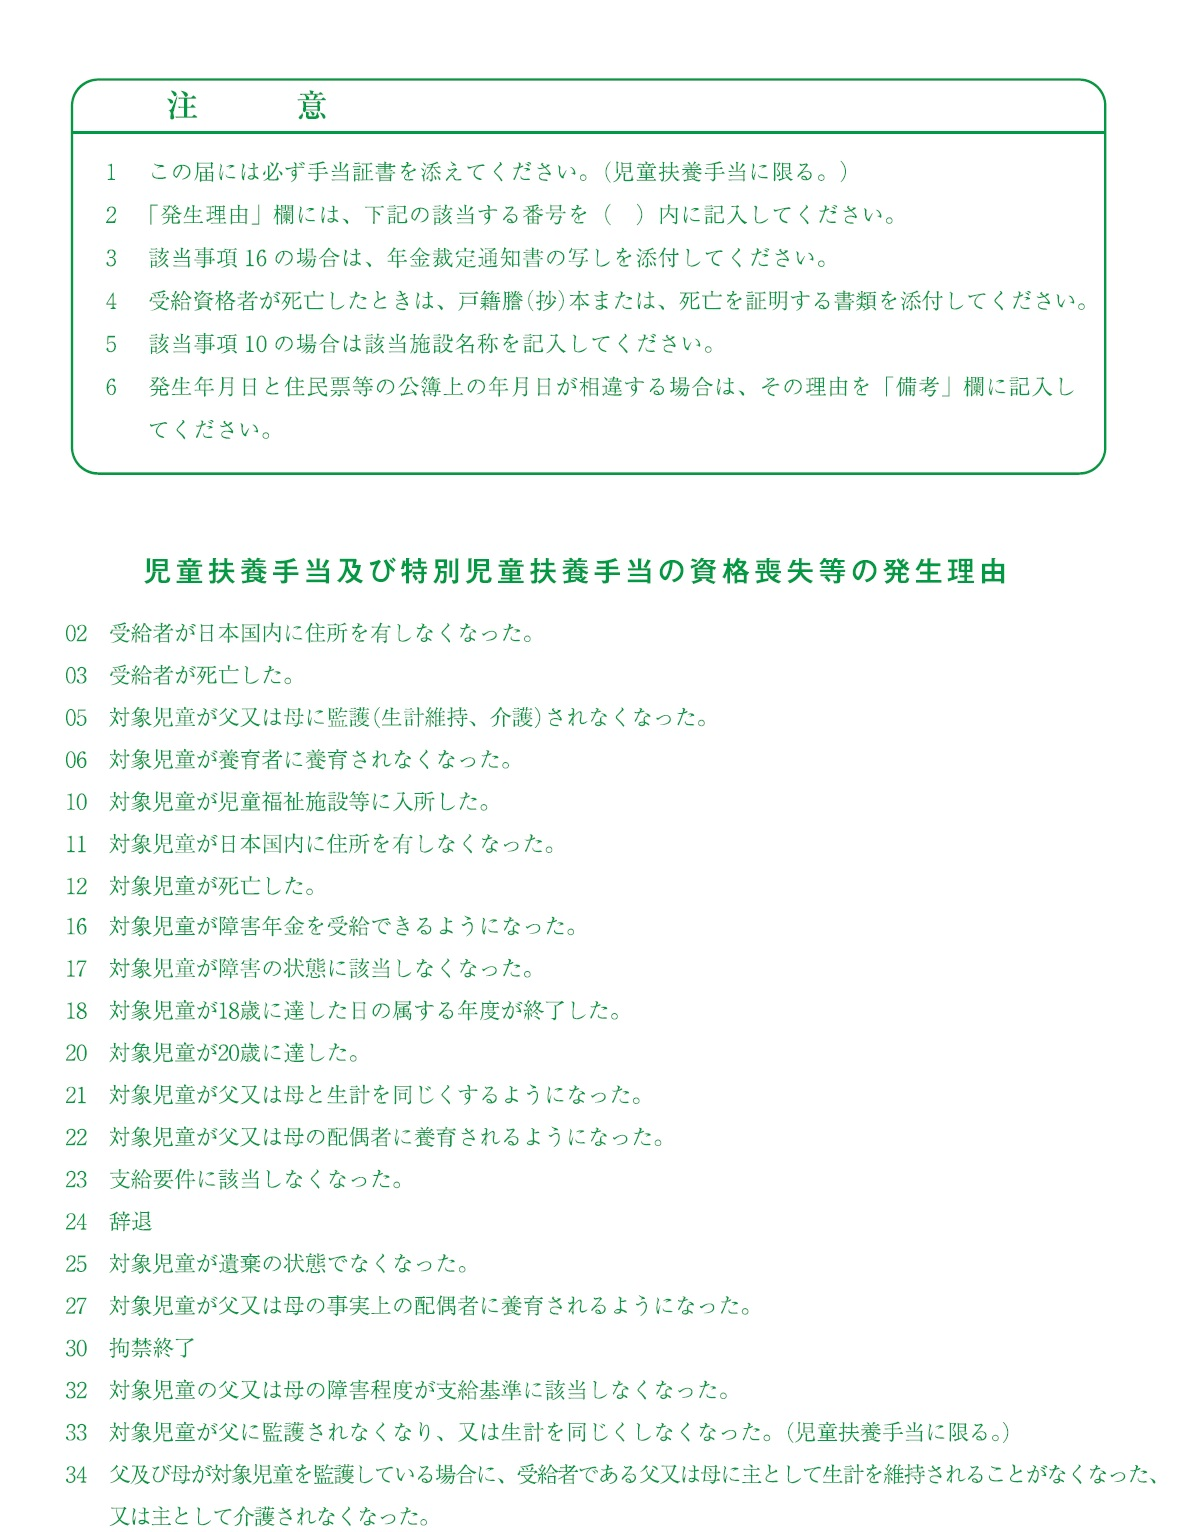 注　　意
1　この届には必ず手当証書を添えてください。（児童扶養手当に限る。）
2　「発生理由」欄には、下記の該当する番号を（　）内に記入してください。
3　該当事項 16 の場合は、年金裁定通知書の写しを添付してください。
4　受給資格者が死亡したときは、戸籍謄（抄）本または、死亡を証明する書類を添付してください。
5　該当事項 10 の場合は該当施設名称を記入してください。
6　発生年月日と住民票等の公簿上の年月日が相違する場合は、その理由を「備考」欄に記入し
てください。
児童扶養手当及び特別児童扶養手当の資格喪失等の発生理由
02　受給者が日本国内に住所を有しなくなった。
03　受給者が死亡した。
05　対象児童が父又は母に監護（生計維持、介護）されなくなった。
06　対象児童が養育者に養育されなくなった。
10　対象児童が児童福祉施設等に入所した。
11　対象児童が日本国内に住所を有しなくなった。
12　対象児童が死亡した。
16　対象児童が障害年金を受給できるようになった。
17　対象児童が障害の状態に該当しなくなった。
18　対象児童が18歳に達した日の属する年度が終了した。
20　対象児童が20歳に達した。
21　対象児童が父又は母と生計を同じくするようになった。
22　対象児童が父又は母の配偶者に養育されるようになった。
23　支給要件に該当しなくなった。
24　辞退
25　対象児童が遺棄の状態でなくなった。
27　対象児童が父又は母の事実上の配偶者に養育されるようになった。
30　拘禁終了
32　対象児童の父又は母の障害程度が支給基準に該当しなくなった。
33　対象児童が父に監護されなくなり、又は生計を同じくしなくなった。（児童扶養手当に限る。）
34　父及び母が対象児童を監護している場合に、受給者である父又は母に主として生計を維持されることがなくなった、
又は主として介護されなくなった。